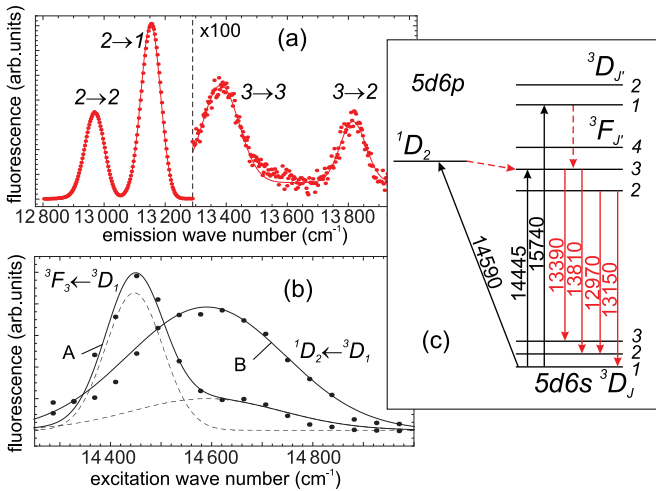 fluorescence (arb.units)
2→2
2→1
x100
(a)
3→3
3→2
12 800 13 000 13 200 13 400 13 600 13 800
emission wave number (cm⁻¹)
fluorescence (arb.units)
³F₃←³D₁
(b)
A
B
¹D₂←³D₁
14 400 14 600 14 800
excitation wave number (cm⁻¹)
5d6p
³D_J'
2
1
³F_J'
4
3
2
¹D₂
14590
14445
15740
13390
13810
12970
13150
(c)
3
2
1
5d6s ³D_J